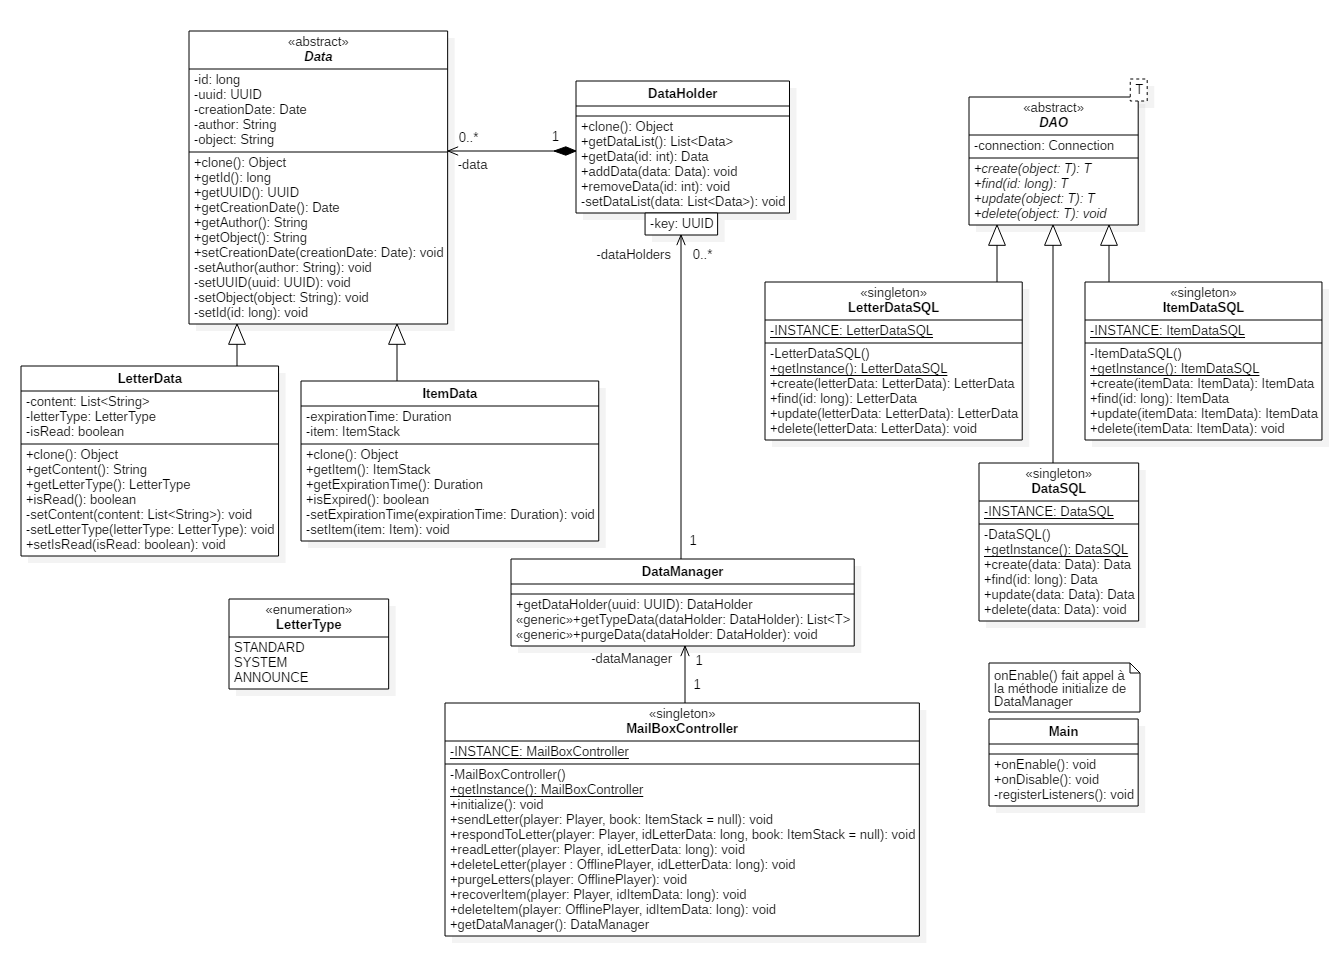 «abstract»
Data
-id: long
-uuid: UUID
-creationDate: Date
-author: String
-object: String
+clone(): Object
+getId(): long
+getUUID(): UUID
+getCreationDate(): Date
+getAuthor(): String
+getObject(): String
+setCreationDate(creationDate: Date): void
-setAuthor(author: String): void
-setUUID(uuid: UUID): void
-setObject(object: String): void
-setId(id: long): void
0..*
1
-data
DataHolder
+clone(): Object
+getDataList(): List<Data>
+getData(id: int): Data
+addData(data: Data): void
+removeData(id: int): void
-setDataList(data: List<Data>): void
-key: UUID
-dataHolders
0..*
T
«abstract»
DAO
-connection: Connection
+create(object: T): T
+find(id: long): T
+update(object: T): T
+delete(object: T): void
«singleton»
LetterDataSQL
-INSTANCE: LetterDataSQL
-LetterDataSQL()
+getInstance(): LetterDataSQL
+create(letterData: LetterData): LetterData
+find(id: long): LetterData
+update(letterData: LetterData): LetterData
+delete(letterData: LetterData): void
«singleton»
ItemDataSQL
-INSTANCE: ItemDataSQL
-ItemDataSQL()
+getInstance(): ItemDataSQL
+create(itemData: ItemData): ItemData
+find(id: long): ItemData
+update(itemData: ItemData): ItemData
+delete(itemData: ItemData): void
LetterData
-content: List<String>
-letterType: LetterType
-isRead: boolean
+clone(): Object
+getContent(): String
+getLetterType(): LetterType
+isRead(): boolean
-setContent(content: List<String>): void
-setLetterType(letterType: LetterType): void
+setIsRead(isRead: boolean): void
ItemData
-expirationTime: Duration
-item: ItemStack
+clone(): Object
+getItem(): ItemStack
+getExpirationTime(): Duration
+isExpired(): boolean
-setExpirationTime(expirationTime: Duration): void
-setItem(item: Item): void
«singleton»
DataSQL
-INSTANCE: DataSQL
-DataSQL()
+getInstance(): DataSQL
+create(data: Data): Data
+find(id: long): Data
+update(data: Data): Data
+delete(data: Data): void
1
DataManager
+getDataHolder(uuid: UUID): DataHolder
«generic»+getTypeData(dataHolder: DataHolder): List<T>
«generic»+purgeData(dataHolder: DataHolder): void
«enumeration»
LetterType
STANDARD
SYSTEM
ANNOUNCE
-dataManager
1
1
onEnable() fait appel à
la méthode initialize de
DataManager
Main
+onEnable(): void
+onDisable(): void
-registerListeners(): void
«singleton»
MailBoxController
-INSTANCE: MailBoxController
-MailBoxController()
+getInstance(): MailBoxController
+initialize(): void
+sendLetter(player: Player, book: ItemStack = null): void
+respondToLetter(player: Player, idLetterData: long, book: ItemStack = null): void
+readLetter(player: Player, idLetterData: long): void
+deleteLetter(player : OfflinePlayer, idLetterData: long): void
+purgeLetters(player: OfflinePlayer): void
+recoverItem(player: Player, idItemData: long): void
+deleteItem(player: OfflinePlayer, idItemData: long): void
+getDataManager(): DataManager